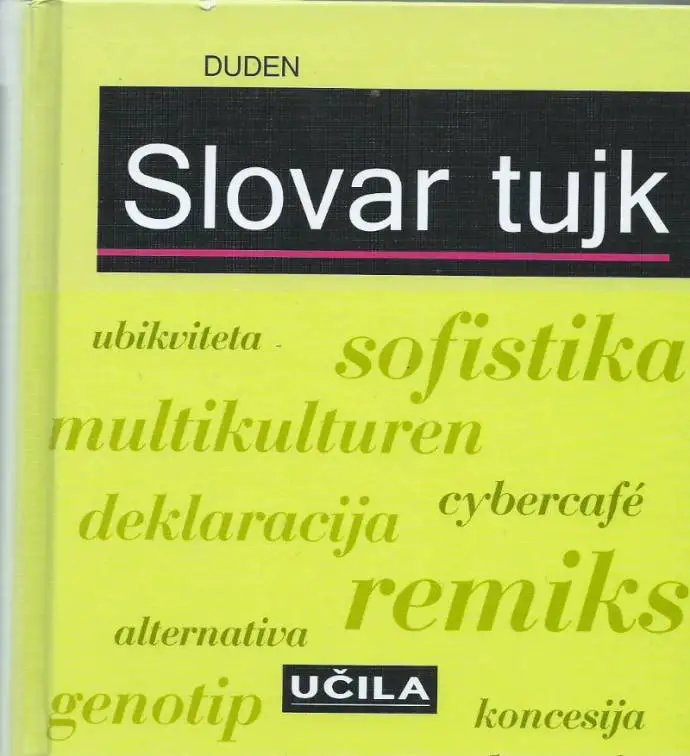 DUDEN
Slovar tujk
ubikviteta
sofistika
multikulturen
cybercafé
deklaracija
remiks
alternativa
genotip
UČILA
koncesija